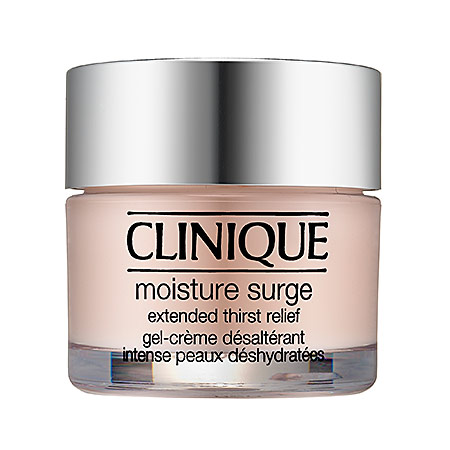 CLINIQUE
moisture surge
extended thirst relief
gel-crème désaltérant
intense peaux déshydratées